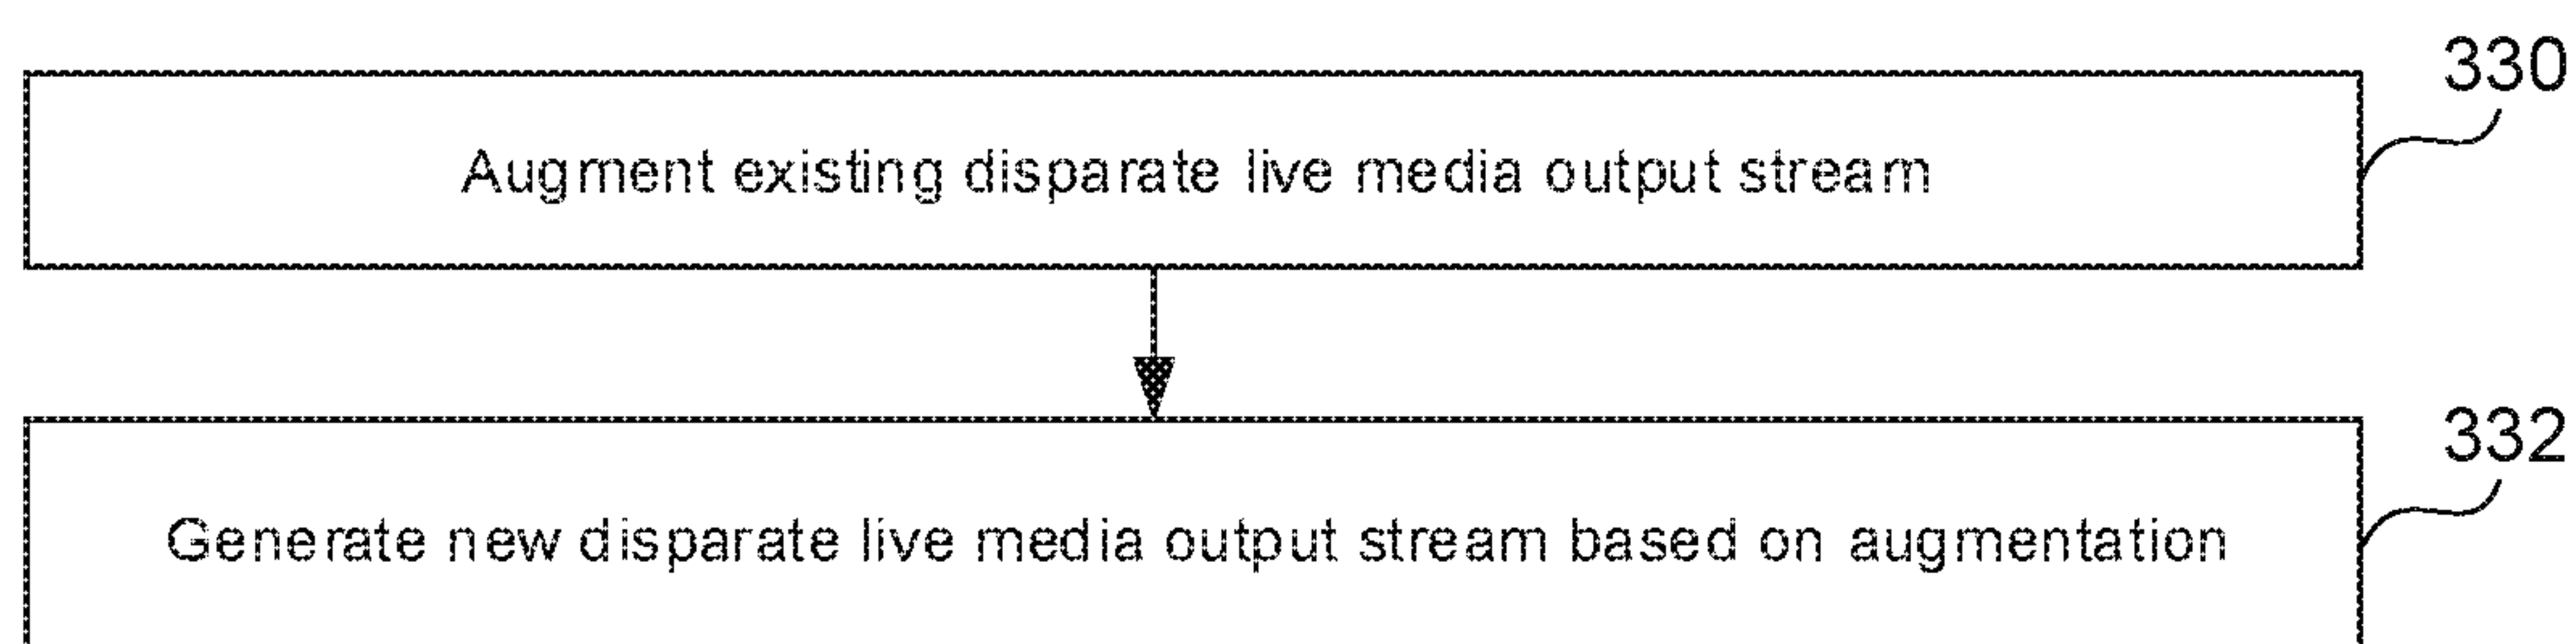 330
Augment existing disparate live media output stream
332
Generate new disparate live media output stream based on augmentation